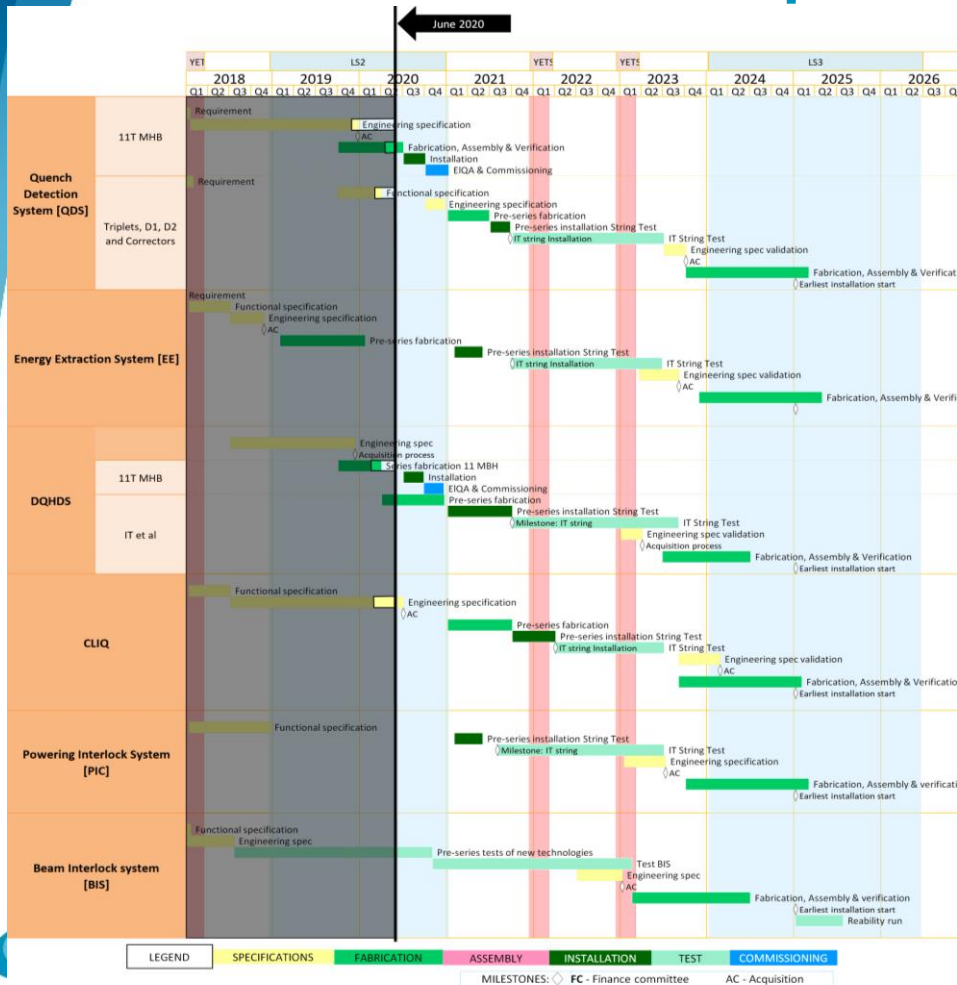 June 2020
YET
LS2
YETS
YETS
LS3
2018 2019 2020 2021 2022 2023 2024 2025 2026
Q1 Q2 Q3 Q4 Q1 Q2 Q3 Q4 Q1 Q2 Q3 Q4 Q1 Q2 Q3 Q4 Q1 Q2 Q3 Q4 Q1 Q2 Q3 Q4 Q1 Q2 Q3 Q4 Q1 Q2 Q3 Q4 Q1 Q2 Q3
Quench
Detection
System [QDS]
11T MHB
Requirement
Engineering specification
AC
Fabrication, Assembly & Verification
Installation
EIQA & Commissioning
Triplets, D1, D2
and Correctors
Requirement
Functional specification
Engineering specification
Pre-series fabrication
Pre-series installation String Test
IT string Installation IT String Test
Engineering spec validation
AC
Fabrication, Assembly & Verificati
Earliest installation start
Energy Extraction System [EE]
Requirement
Functional specification
Engineering specification
AC
Pre-series fabrication
Pre-series installation String Test
IT string Installation IT String Test
Engineering spec validation
AC
Fabrication, Assembly & Verifi
DQHDS
Engineering spec
Acquisition process
11T MHB
Series fabrication 11 MBH
Installation
EIQA & Commissioning
IT et al
Pre-series fabrication
Pre-series installation String Test
Milestone: IT string IT String Test
Engineering spec validation
Acquisition process
Fabrication, Assembly & Verification
Earliest installation start
CLIQ
Functional specification
Engineering specification
AC
Pre-series fabrication
Pre-series installation String Test
IT string Installation IT String Test
Engineering spec validation
AC
Fabrication, Assembly & Verificatio
Earliest installation start
Powering Interlock System
[PIC]
Functional specification
Pre-series installation String Test
Milestone: IT string IT String Test
Engineering specification
AC
Fabrication, Assembly & verificati
Earliest installation start
Beam Interlock system
[BIS]
Functional specification
Engineering spec
Pre-series tests of new technologies
Test BIS
Engineering spec
AC
Fabrication, Assembly & verification
Earliest installation start
Reability run
LEGEND SPECIFICATIONS FABRICATION ASSEMBLY INSTALLATION TEST COMMISSIONING
MILESTONES: FC - Finance committee AC - Acquisition